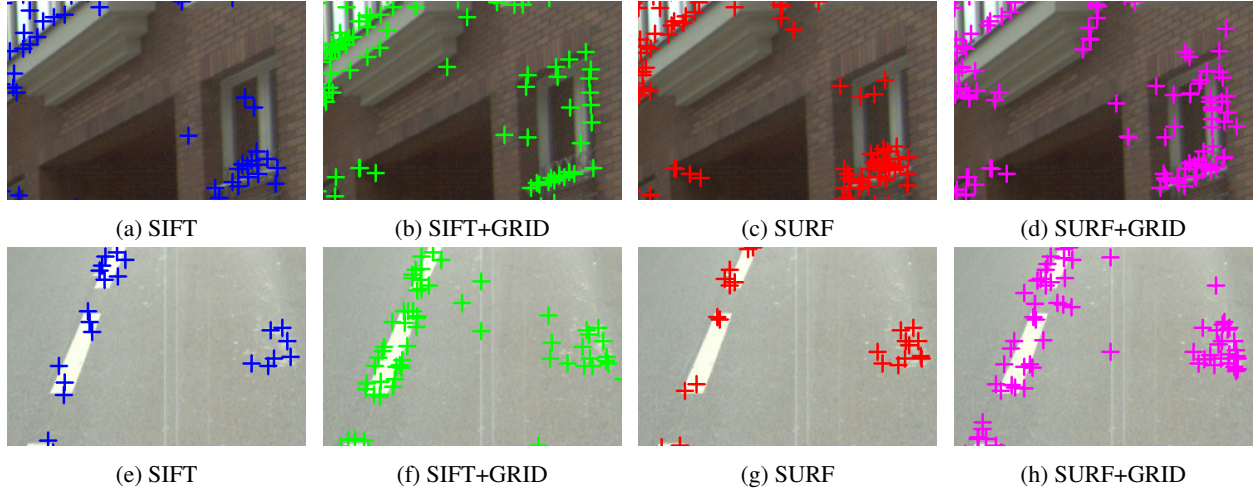 (a) SIFT (b) SIFT+GRID (c) SURF (d) SURF+GRID
(e) SIFT (f) SIFT+GRID (g) SURF (h) SURF+GRID